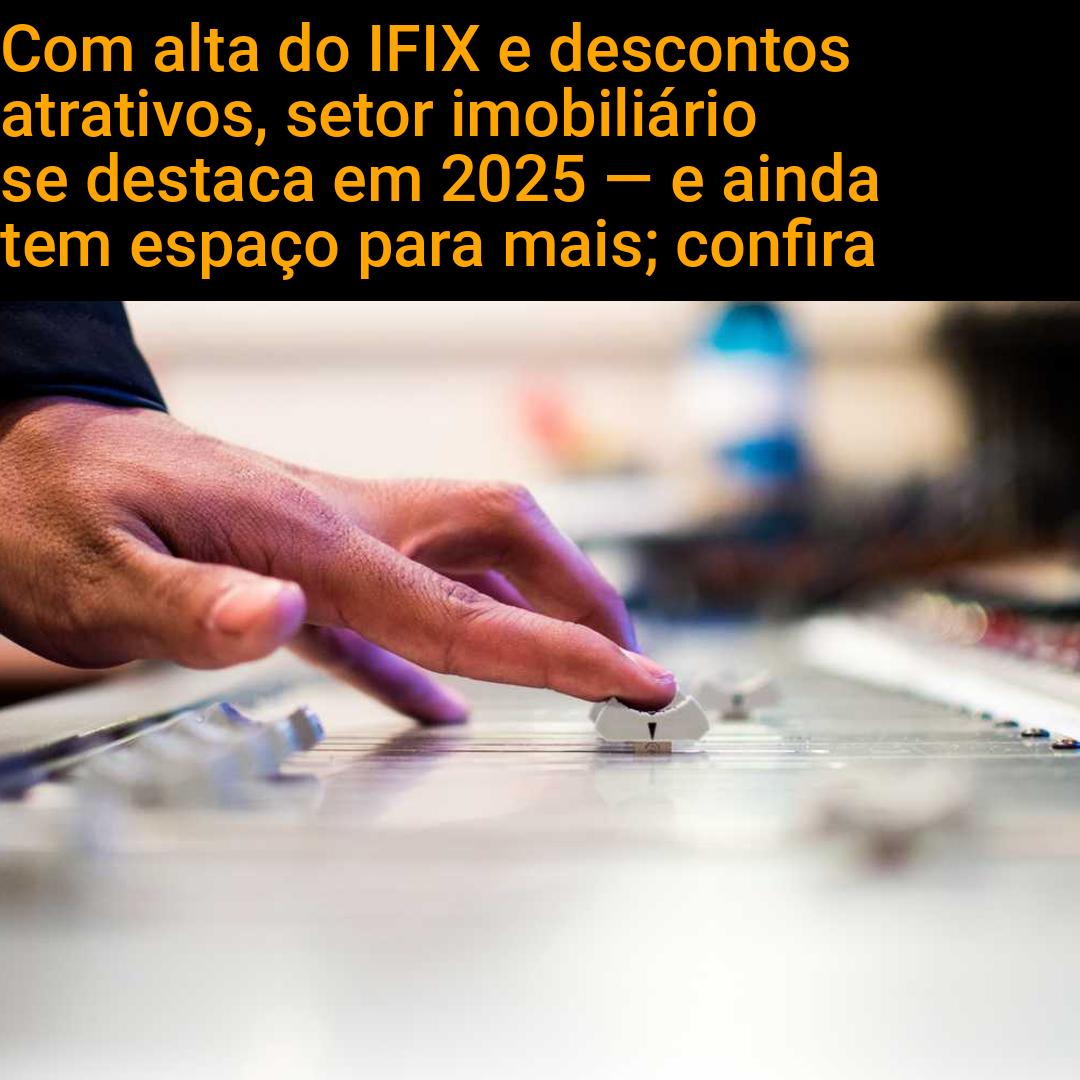 Com alta do IFIX e descontos
atrativos, setor imobiliário
se destaca em 2025 — e ainda
tem espaço para mais; confira